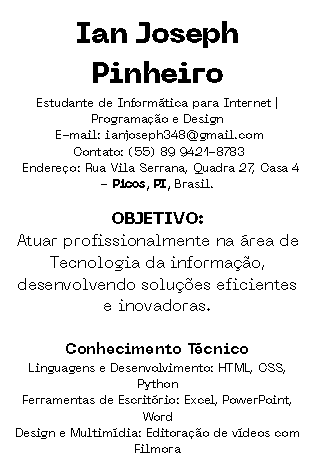 Ian Joseph
Pinheiro
Estudante de Informática para Internet |
Programação e Design
E-mail: ianjoseph348@gmail.com
Contato: (55) 89 9421-8783
Endereço: Rua Vila Serrana, Quadra 27, Casa 4
- Picos, PI, Brasil.
OBJETIVO:
Atuar profissionalmente na área de
Tecnologia da informação,
desenvolvendo soluções eficientes
e inovadoras.
Conhecimento Técnico
Linguagens e Desenvolvimento: HTML, CSS,
Python
Ferramentas de Escritório: Excel, PowerPoint,
Word
Design e Multimídia: Editoração de vídeos com
Filmora